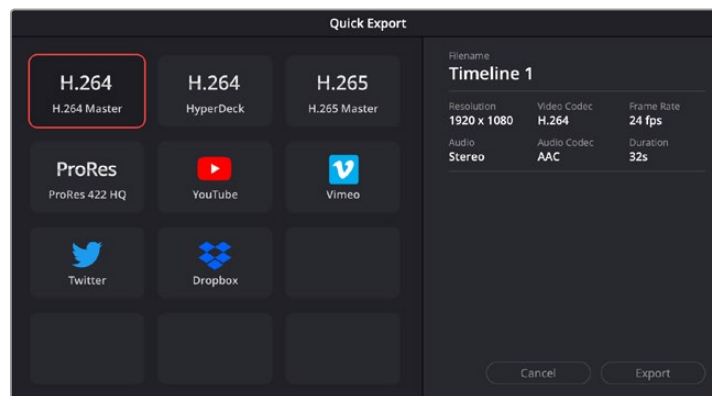 Quick Export
H.264
H.264 Master
H.264
HyperDeck
H.265
H.265 Master
ProRes
ProRes 422 HQ
YouTube
Vimeo
Twitter
Dropbox
Filename
Timeline 1
Resolution Video Codec Frame Rate
1920 x 1080 H.264 24 fps
Audio Audio Codec Duration
Stereo AAC 32s
Cancel Export